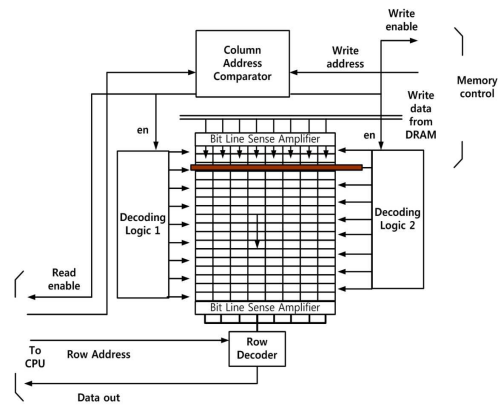 Write
enable
Column
Address
Comparator
Write
address
Memory
control
Write
data
from
DRAM
en
en
Bit Line Sense Amplifier
Decoding
Logic 1
Decoding
Logic 2
Read
enable
Bit Line Sense Amplifier
To
CPU
Row Address
Row
Decoder
Data out